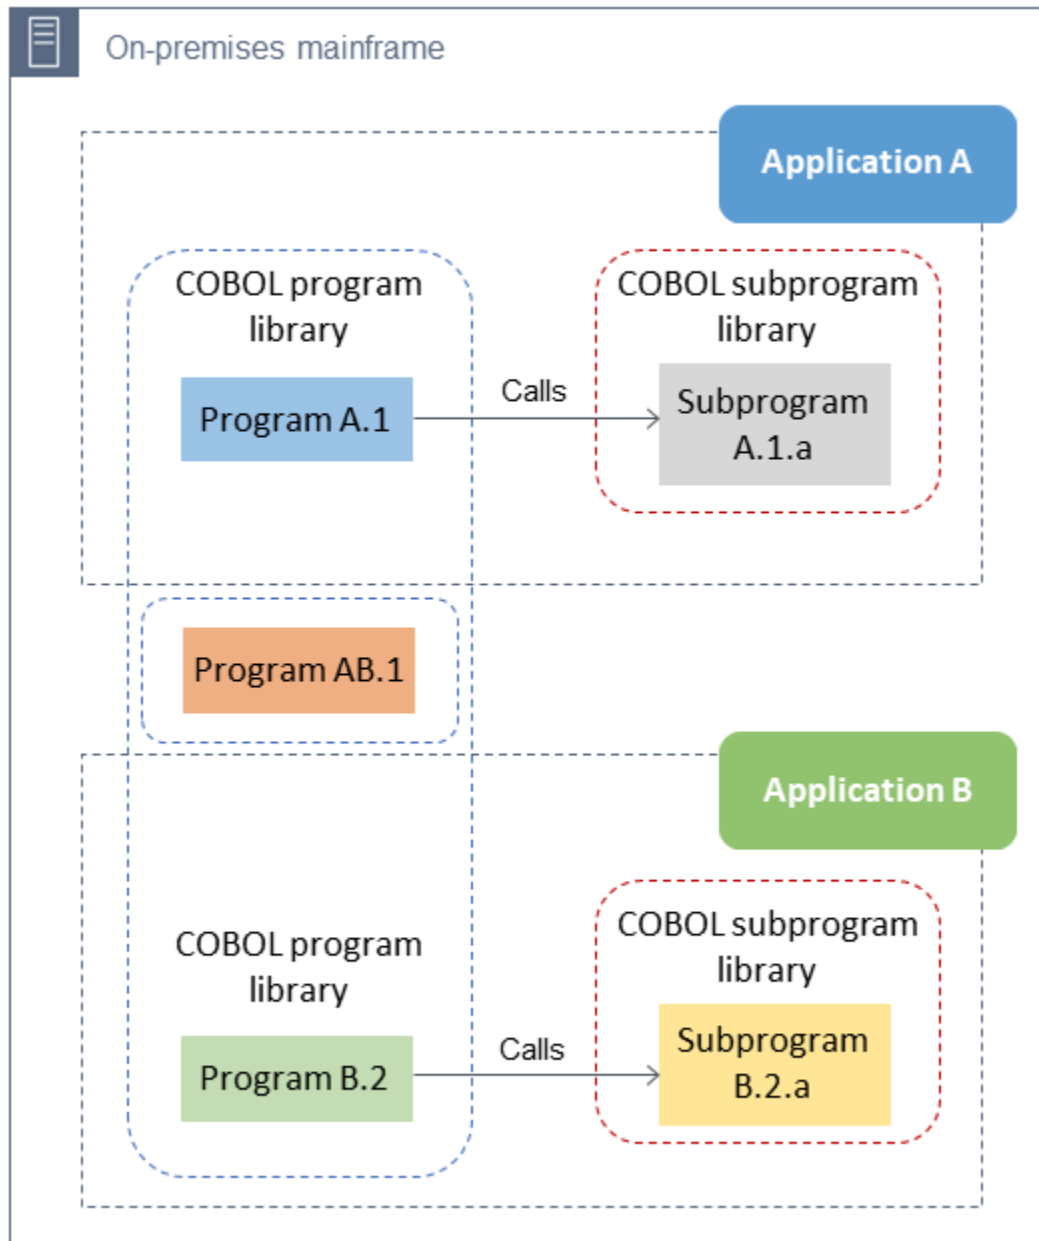 On-premises mainframe
Application A
COBOL program
library
COBOL subprogram
library
Program A.1
Calls
Subprogram
A.1.a
Program AB.1
Application B
COBOL program
library
COBOL subprogram
library
Program B.2
Calls
Subprogram
B.2.a